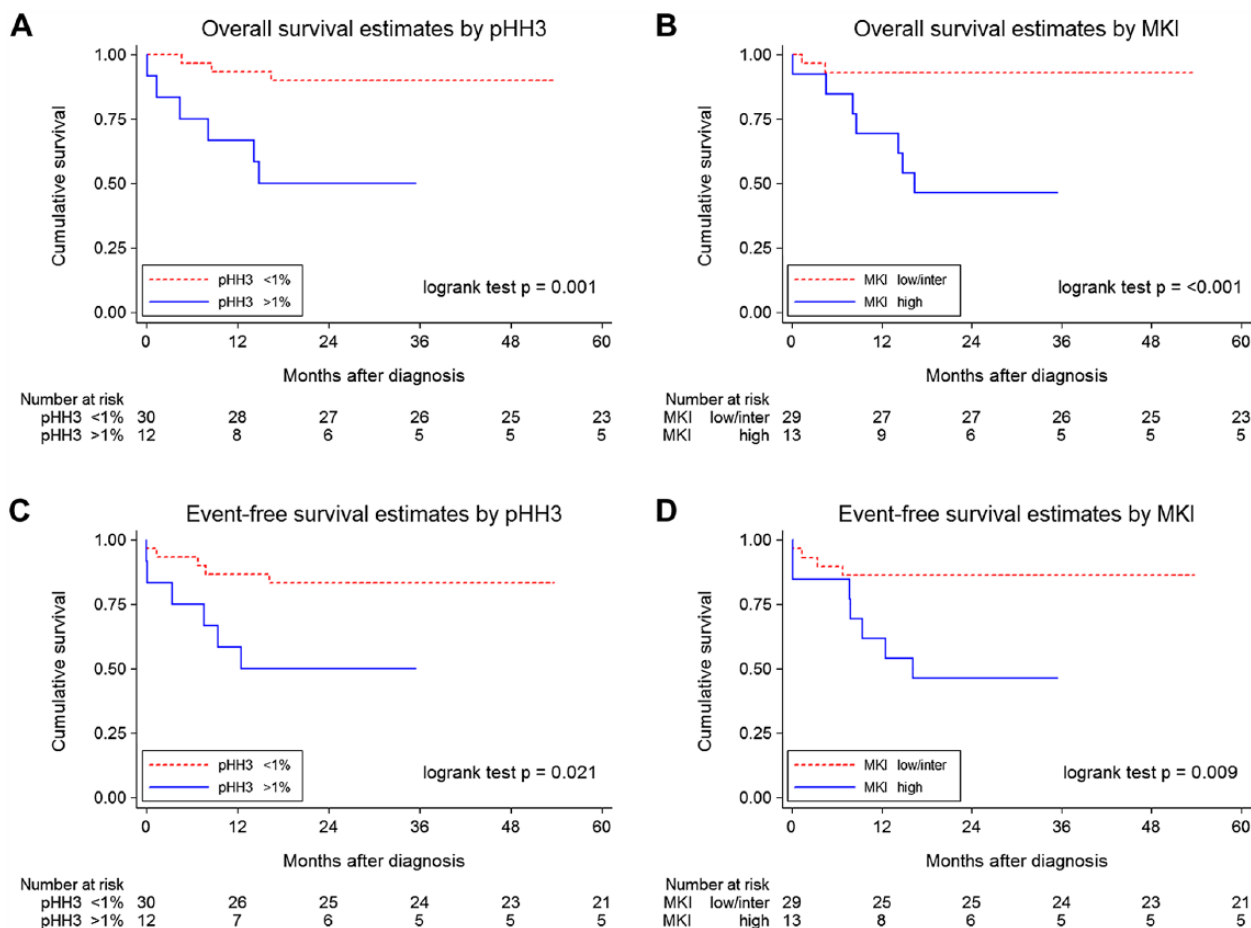 A
Overall survival estimates by pHH3
1.00
0.75
0.50
0.25
0.00
Cumulative survival
pHH3 <1%
pHH3 >1%
logrank test p = 0.001
0 12 24 36 48 60
Months after diagnosis
Number at risk
pHH3 <1% 30 28 27 26 25 23
pHH3 >1% 12 8 6 5 5 5
B
Overall survival estimates by MKI
1.00
0.75
0.50
0.25
0.00
Cumulative survival
MKI low/inter
MKI high
logrank test p = <0.001
0 12 24 36 48 60
Months after diagnosis
Number at risk
MKI low/inter 29 27 27 26 25 23
MKI high 13 9 6 5 5 5
C
Event-free survival estimates by pHH3
1.00
0.75
0.50
0.25
0.00
Cumulative survival
pHH3 <1%
pHH3 >1%
logrank test p = 0.021
0 12 24 36 48 60
Months after diagnosis
Number at risk
pHH3 <1% 30 26 25 24 23 21
pHH3 >1% 12 7 6 5 5 5
D
Event-free survival estimates by MKI
1.00
0.75
0.50
0.25
0.00
Cumulative survival
MKI low/inter
MKI high
logrank test p = 0.009
0 12 24 36 48 60
Months after diagnosis
Number at risk
MKI low/inter 29 25 25 24 23 21
MKI high 13 8 6 5 5 5